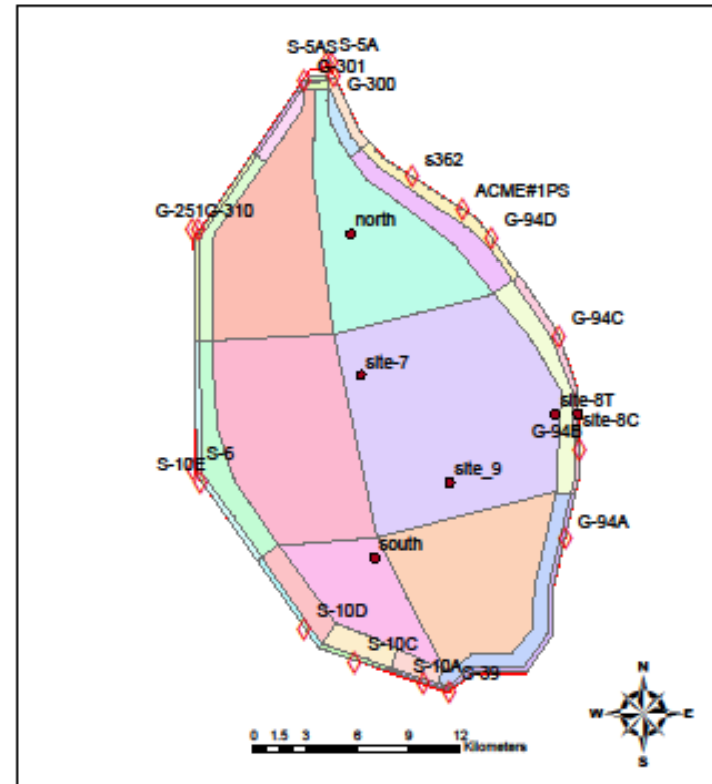 S-5AS
S-5A
G-301
G-300
s362
ACME#1PS
G-251
G-310
north
G-94D
G-94C
site-7
site-8T
G-94B
site-8C
S-6
S-10E
site_9
G-94A
south
S-10D
S-10C
S-10A
S-39
N
W
E
S
0 1.5 3 6 9 12
Kilometers